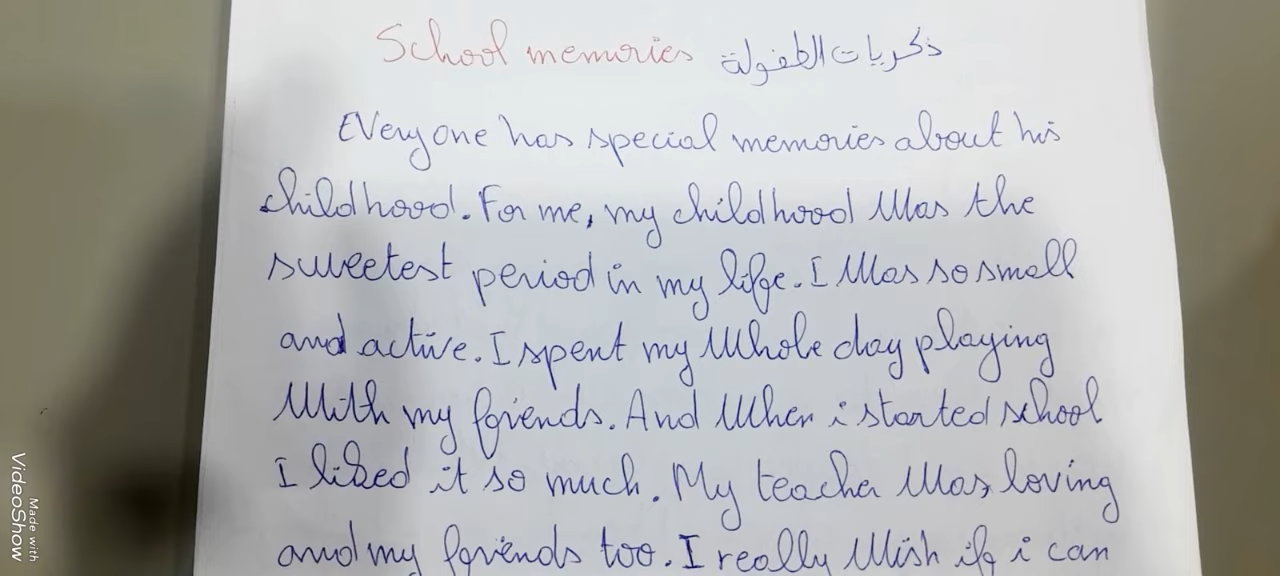 School memories ذكريات الطفولة
Everyone has special memories about his
childhood. For me, my childhood was the
sweetest period in my life. I was so small
and active. I spent my whole day playing
with my friends. And when i started school
I liked it so much. My teacher was loving
and my friends too. I really wish if i can
Made with
VideoShow